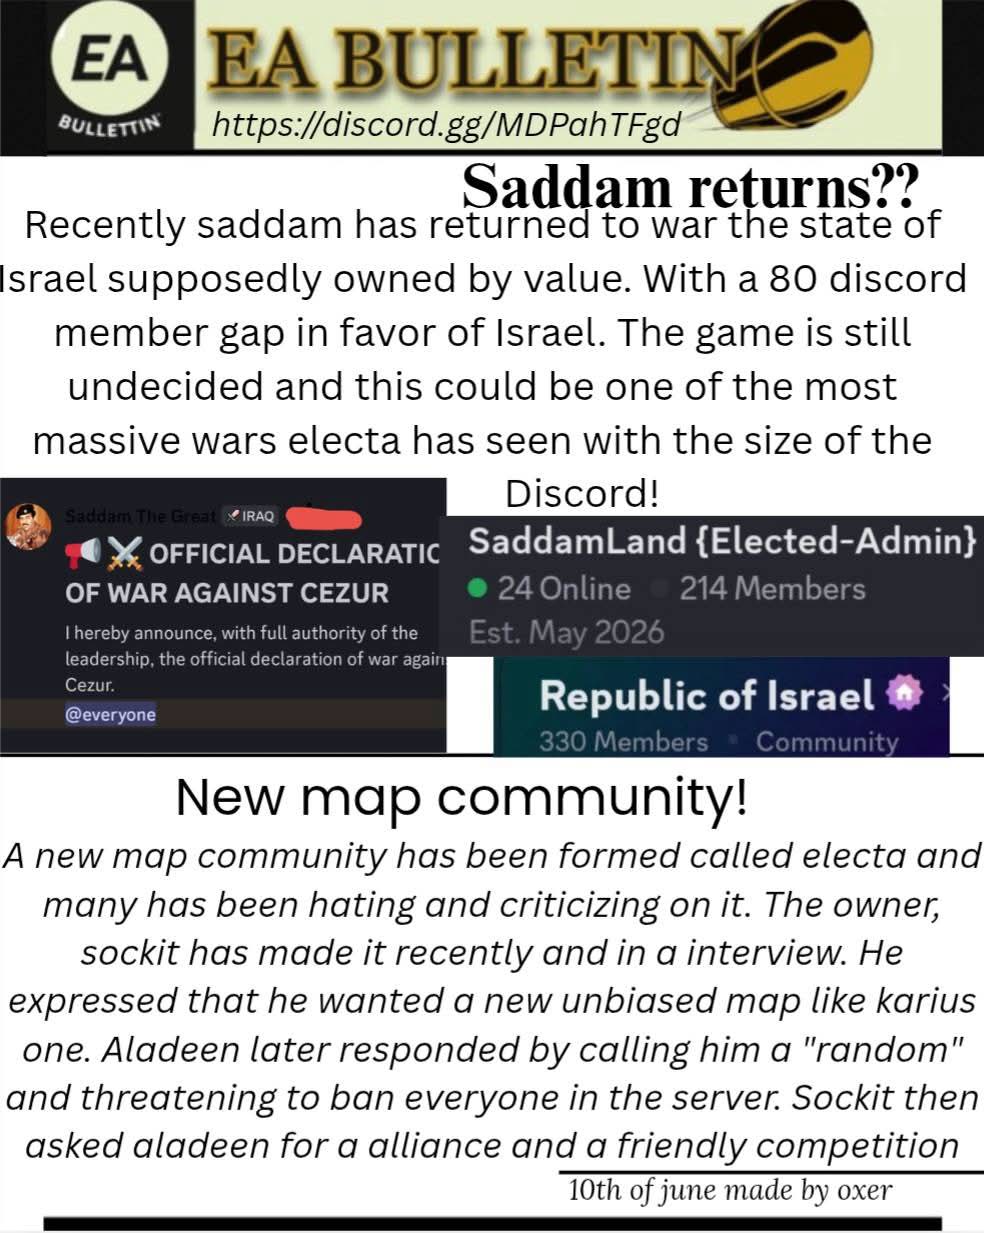 EA
BULLETTIN
EA BULLETIN
https://discord.gg/MDPahTFgd
Saddam returns??
Recently saddam has returned to war the state of
Israel supposedly owned by value. With a 80 discord
member gap in favor of Israel. The game is still
undecided and this could be one of the most
massive wars electa has seen with the size of the
Discord!
Saddam The Great IRAQ
OFFICIAL DECLARATIC
OF WAR AGAINST CEZUR
I hereby announce, with full authority of the
leadership, the official declaration of war again
Cezur.
@everyone
SaddamLand {Elected-Admin}
24 Online 214 Members
Est. May 2026
Republic of Israel
330 Members Community
New map community!
A new map community has been formed called electa and
many has been hating and criticizing on it. The owner,
sockit has made it recently and in a interview. He
expressed that he wanted a new unbiased map like karius
one. Aladeen later responded by calling him a "random"
and threatening to ban everyone in the server. Sockit then
asked aladeen for a alliance and a friendly competition
10th of june made by oxer